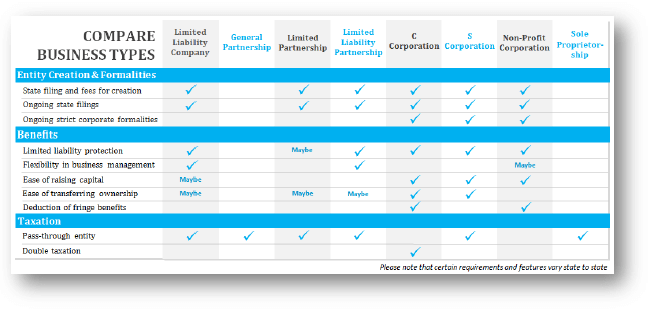 COMPARE BUSINESS TYPES
Limited Liability Company
General Partnership
Limited Partnership
Limited Liability Partnership
C Corporation
S Corporation
Non-Profit Corporation
Sole Proprietor-ship
Entity Creation & Formalities
State filing and fees for creation ✓ ✓ ✓ ✓ ✓ ✓
Ongoing state filings ✓ ✓ ✓ ✓ ✓ ✓
Ongoing strict corporate formalities ✓ ✓ ✓
Benefits
Limited liability protection ✓ Maybe ✓ ✓ ✓ ✓
Flexibility in business management ✓ ✓ Maybe
Ease of raising capital Maybe ✓ ✓ ✓
Ease of transferring ownership Maybe Maybe Maybe ✓ ✓
Deduction of fringe benefits ✓ ✓
Taxation
Pass-through entity ✓ ✓ ✓ ✓ ✓ ✓
Double taxation ✓
Please note that certain requirements and features vary state to state